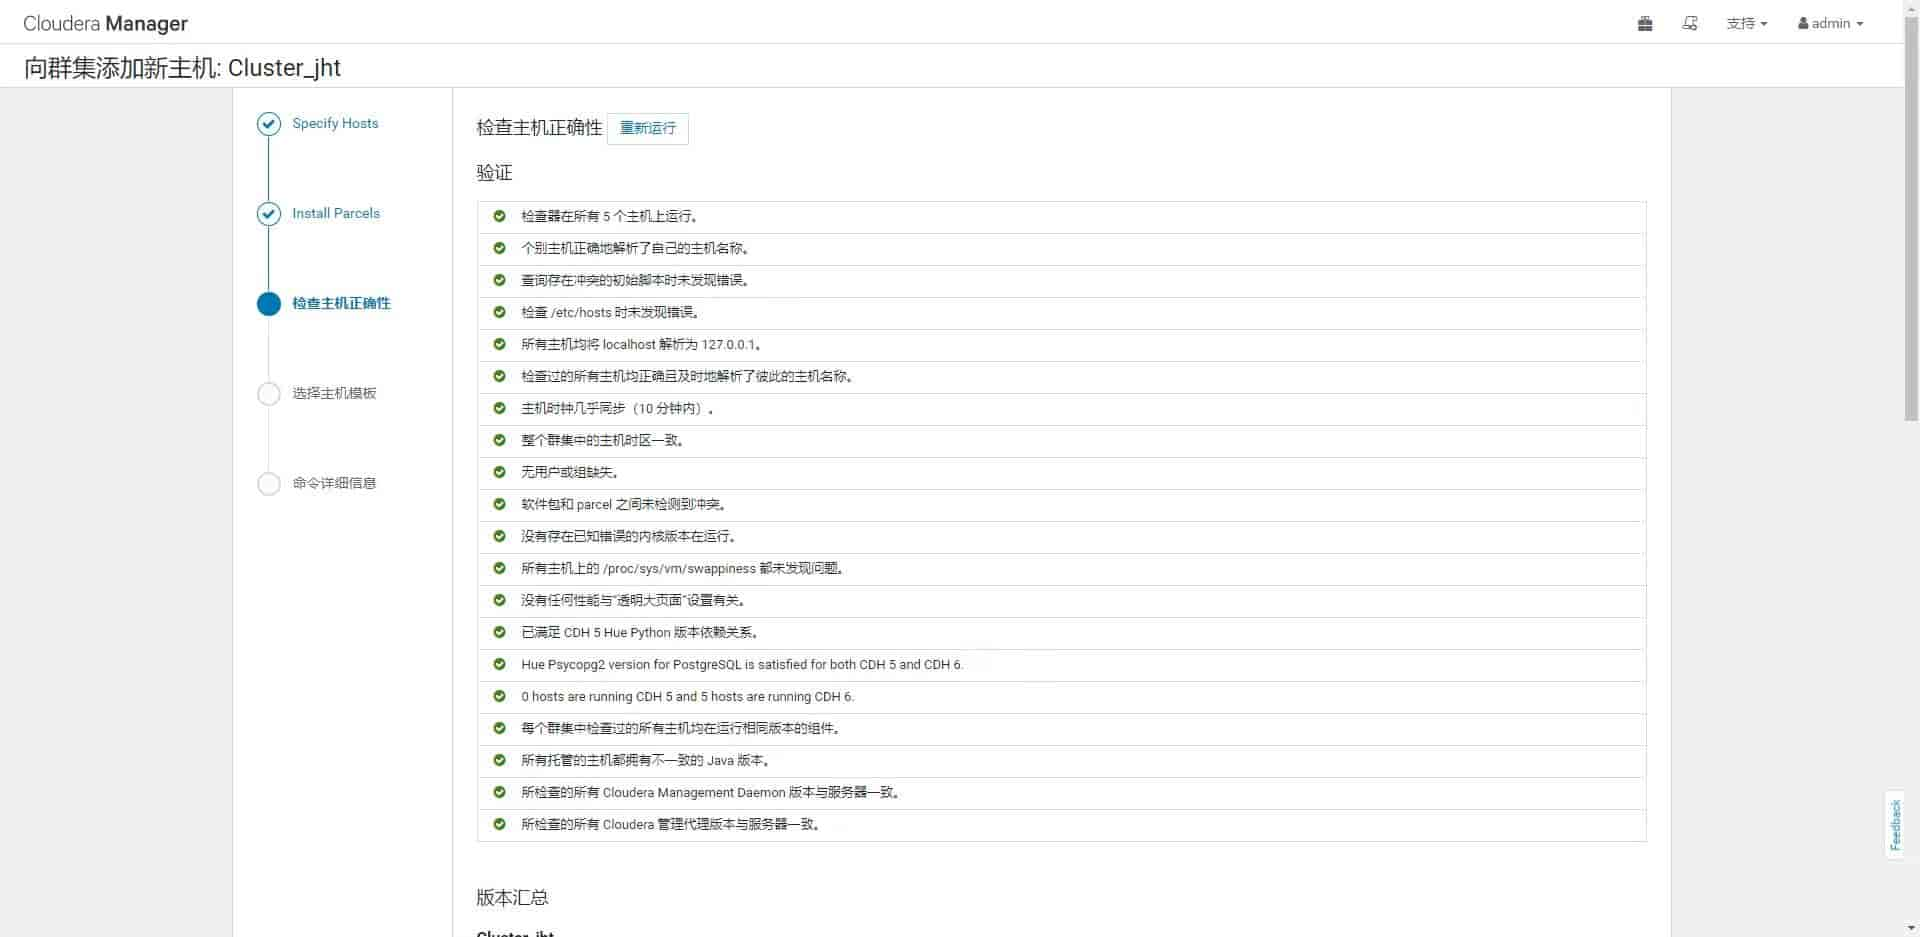 Cloudera Manager
支持
admin
向群集添加新主机: Cluster_jht
Specify Hosts
Install Parcels
检查主机正确性
选择主机模板
命令详细信息
检查主机正确性
重新运行
验证
检查器在所有 5 个主机上运行。
个别主机正确地解析了自己的主机名称。
查询存在冲突的初始脚本时未发现错误。
检查 /etc/hosts 时未发现错误。
所有主机均将 localhost 解析为 127.0.0.1。
检查过的所有主机均正确且及时地解析了彼此的主机名称。
主机时钟几乎同步（10 分钟内）。
整个群集中的主机时区一致。
无用户或组缺失。
软件包和 parcel 之间未检测到冲突。
没有存在已知错误的内核版本在运行。
所有主机上的 /proc/sys/vm/swappiness 都未发现问题。
没有任何性能与“透明大页面”设置有关。
已满足 CDH 5 Hue Python 版本依赖关系。
Hue Psycopg2 version for PostgreSQL is satisfied for both CDH 5 and CDH 6.
0 hosts are running CDH 5 and 5 hosts are running CDH 6.
每个群集中检查过的所有主机均在运行相同版本的组件。
所有托管的主机都拥有不一致的 Java 版本。
所检查的所有 Cloudera Management Daemon 版本与服务器一致。
所检查的所有 Cloudera 管理代理版本与服务器一致。
Feedback
版本汇总
Cluster_jht